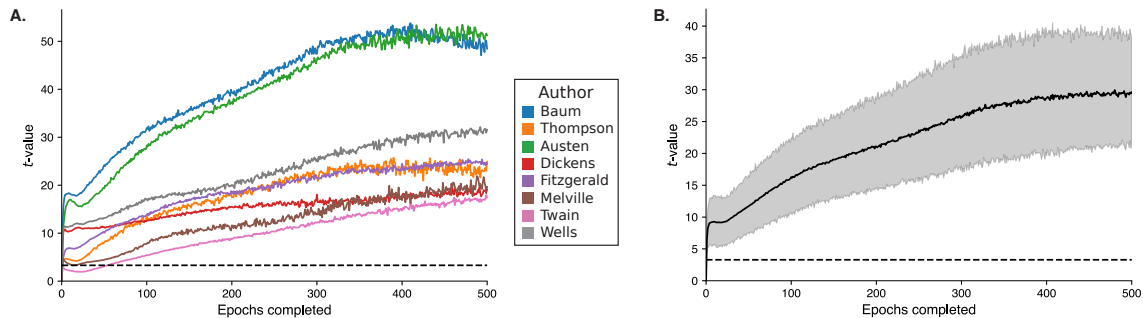 A.
t-value
50
40
30
20
10
0
0 100 200 300 400 500
Epochs completed
Author
Baum
Thompson
Austen
Dickens
Fitzgerald
Melville
Twain
Wells
B.
t-value
40
35
30
25
20
15
10
5
0
0 100 200 300 400 500
Epochs completed